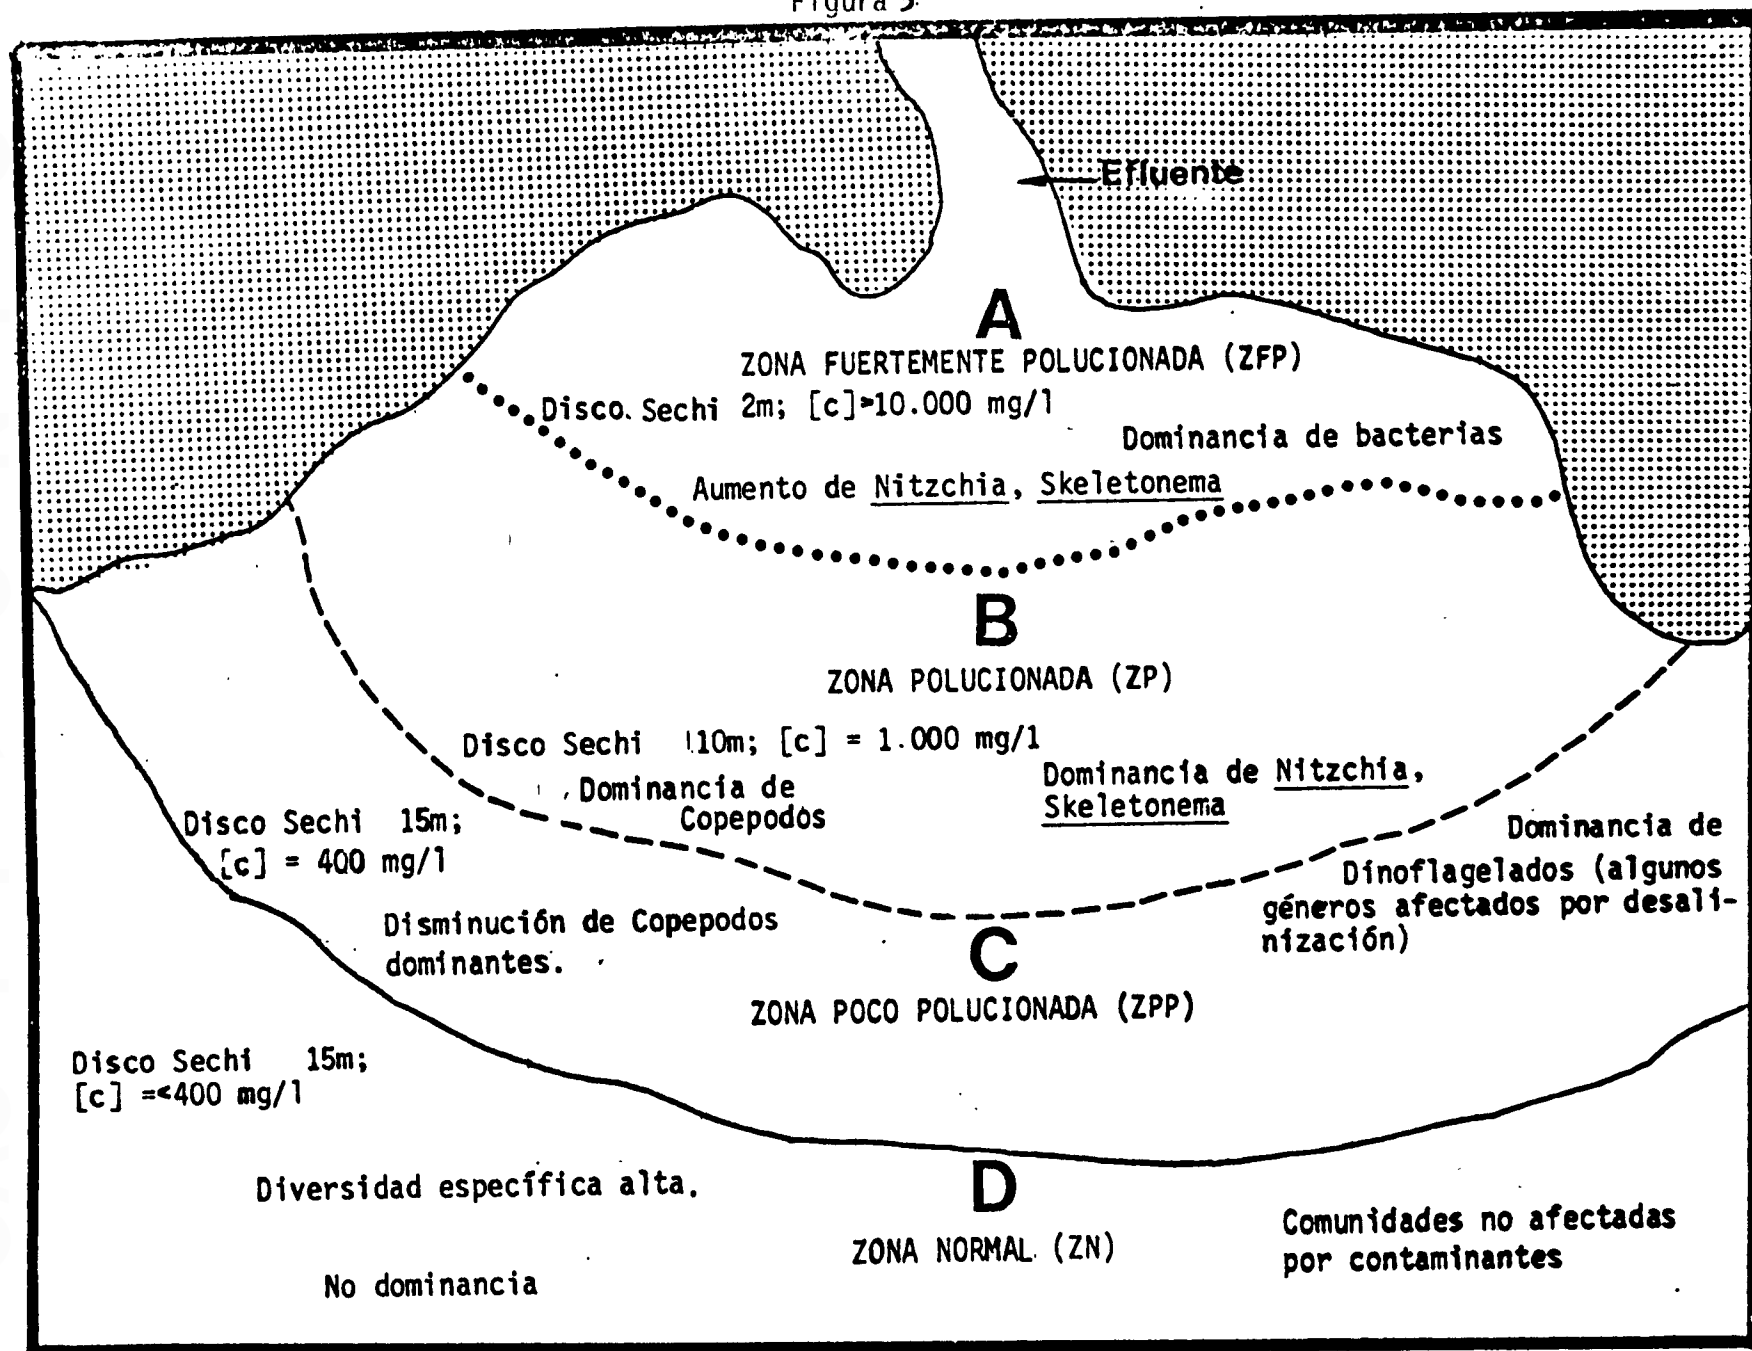 Figura 3
Efluente
A
ZONA FUERTEMENTE POLUCIONADA (ZFP)
Disco. Sechi 2m; [c]>10.000 mg/l
Dominancia de bacterias
Aumento de Nitzchia, Skeletonema
B
ZONA POLUCIONADA (ZP)
Disco Sechi 10m; [c] = 1.000 mg/l
Dominancia de
Copepodos
Dominancia de Nitzchia,
Skeletonema
Disco Sechi 15m;
[c] = 400 mg/l
Dominancia de
Dinoflagelados (algunos
géneros afectados por desali-
nización)
Disminución de Copepodos
dominantes.
C
ZONA POCO POLUCIONADA (ZPP)
Disco Sechi 15m;
[c] =<400 mg/l
D
Diversidad específica alta.
ZONA NORMAL (ZN)
Comunidades no afectadas
por contaminantes
No dominancia